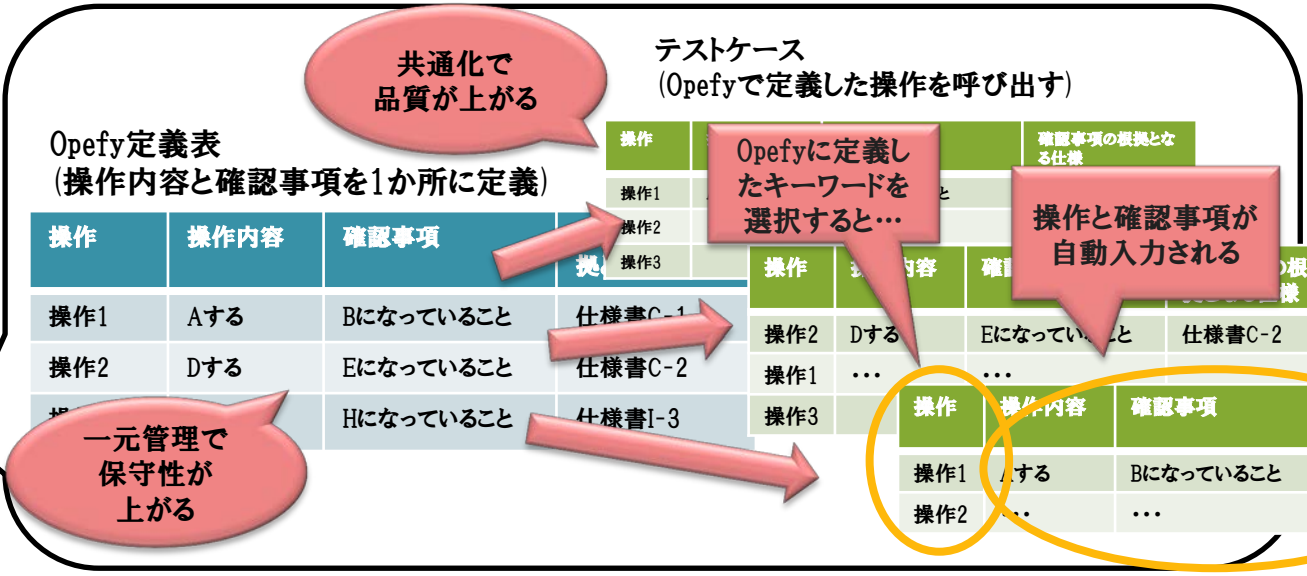 共通化で
品質が上がる
テストケース
(Opefyで定義した操作を呼び出す)
Opefy定義表
(操作内容と確認事項を1か所に定義)
操作 操作内容 確認事項
操作1 Aする Bになっていること 仕様書C-1
操作2 Dする Eになっていること 仕様書C-2
Hになっていること 仕様書I-3
一元管理で
保守性が
上がる
操作 確認事項の根拠とな
る仕様
操作1
操作2
操作3
Opefyに定義し
たキーワードを
選択すると…
操作と確認事項が
自動入力される
操作
操作2 Dする Eになっていること 仕様書C-2
操作1 ・・・ ・・・
操作3
操作 操作内容 確認事項
操作1 Aする Bになっていること
操作2 ・・・ ・・・